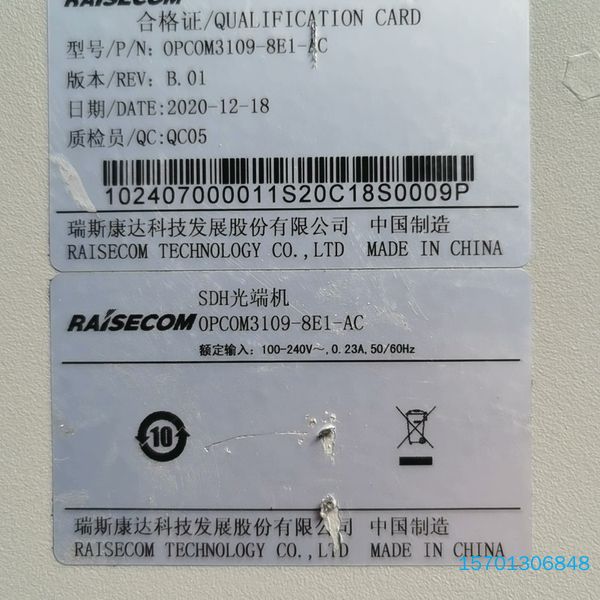 RAISECOM
合格证/QUALIFICATION CARD
型号/P/N: OPCOM3109-8E1-AC
版本/REV: B.01
日期/DATE:2020-12-18
质检员/QC:QC05
102407000011S20C18S0009P
瑞斯康达科技发展股份有限公司 中国制造
RAISECOM TECHNOLOGY CO.,LTD MADE IN CHINA
SDH光端机
RAISECOM OPCOM3109-8E1-AC
额定输入: 100-240V~, 0.23A, 50/60Hz
10
瑞斯康达科技发展股份有限公司 中国制造
RAISECOM TECHNOLOGY CO.,LTD MADE IN CHINA
15701306848